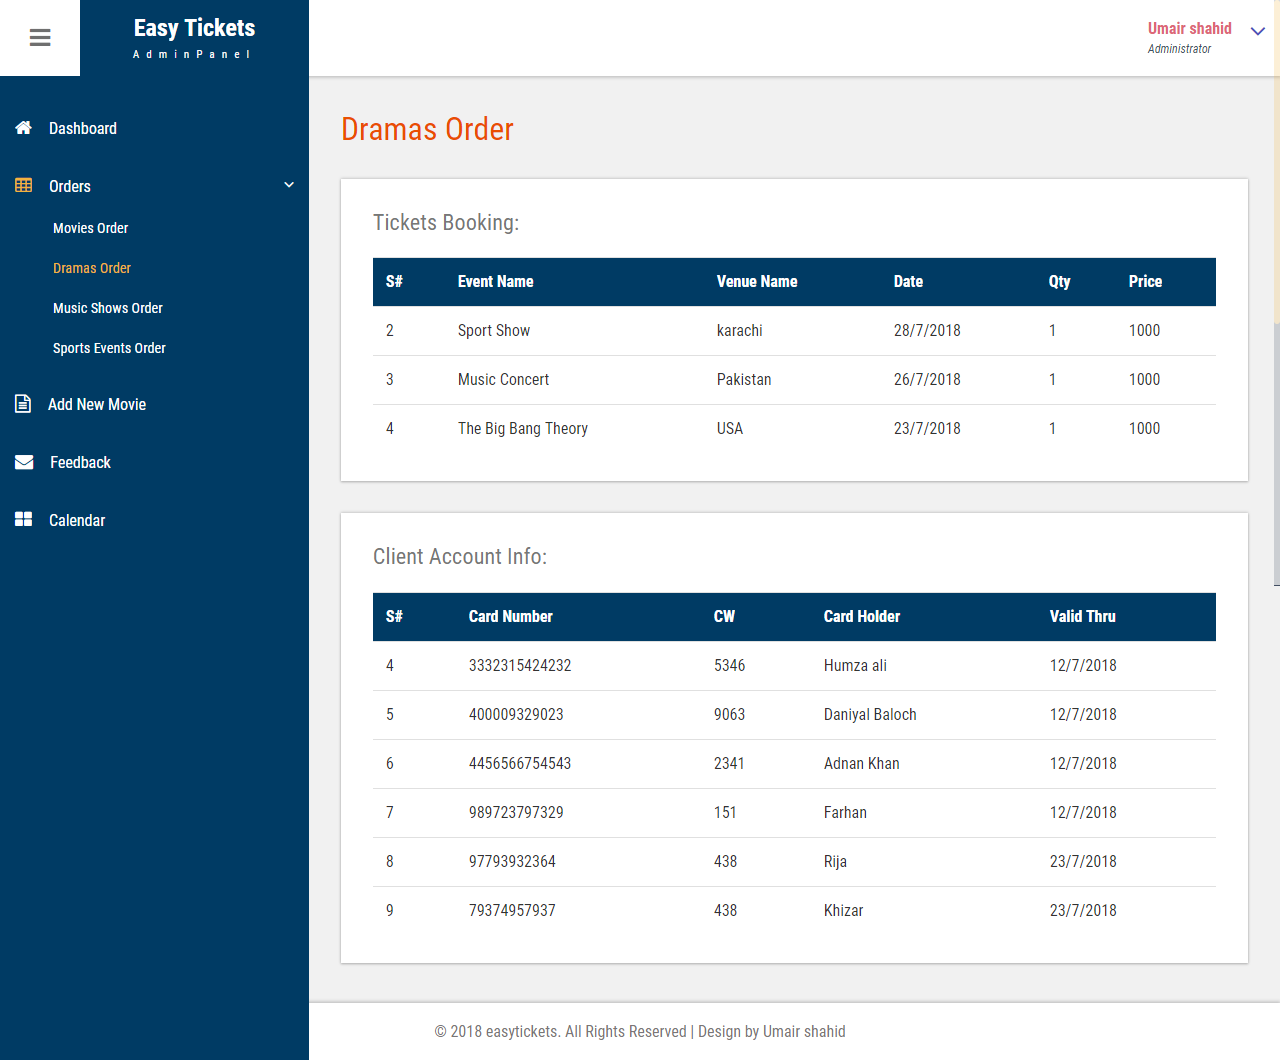 Easy Tickets
AdminPanel
Umair shahid
Administrator
Dashboard
Orders
Movies Order
Dramas Order
Music Shows Order
Sports Events Order
Add New Movie
Feedback
Calendar
Dramas Order
Tickets Booking:
S# Event Name Venue Name Date Qty Price
2 Sport Show karachi 28/7/2018 1 1000
3 Music Concert Pakistan 26/7/2018 1 1000
4 The Big Bang Theory USA 23/7/2018 1 1000
Client Account Info:
S# Card Number CW Card Holder Valid Thru
4 3332315424232 5346 Humza ali 12/7/2018
5 400009329023 9063 Daniyal Baloch 12/7/2018
6 4456566754543 2341 Adnan Khan 12/7/2018
7 989723797329 151 Farhan 12/7/2018
8 97793932364 438 Rija 23/7/2018
9 79374957937 438 Khizar 23/7/2018
© 2018 easytickets. All Rights Reserved | Design by Umair shahid